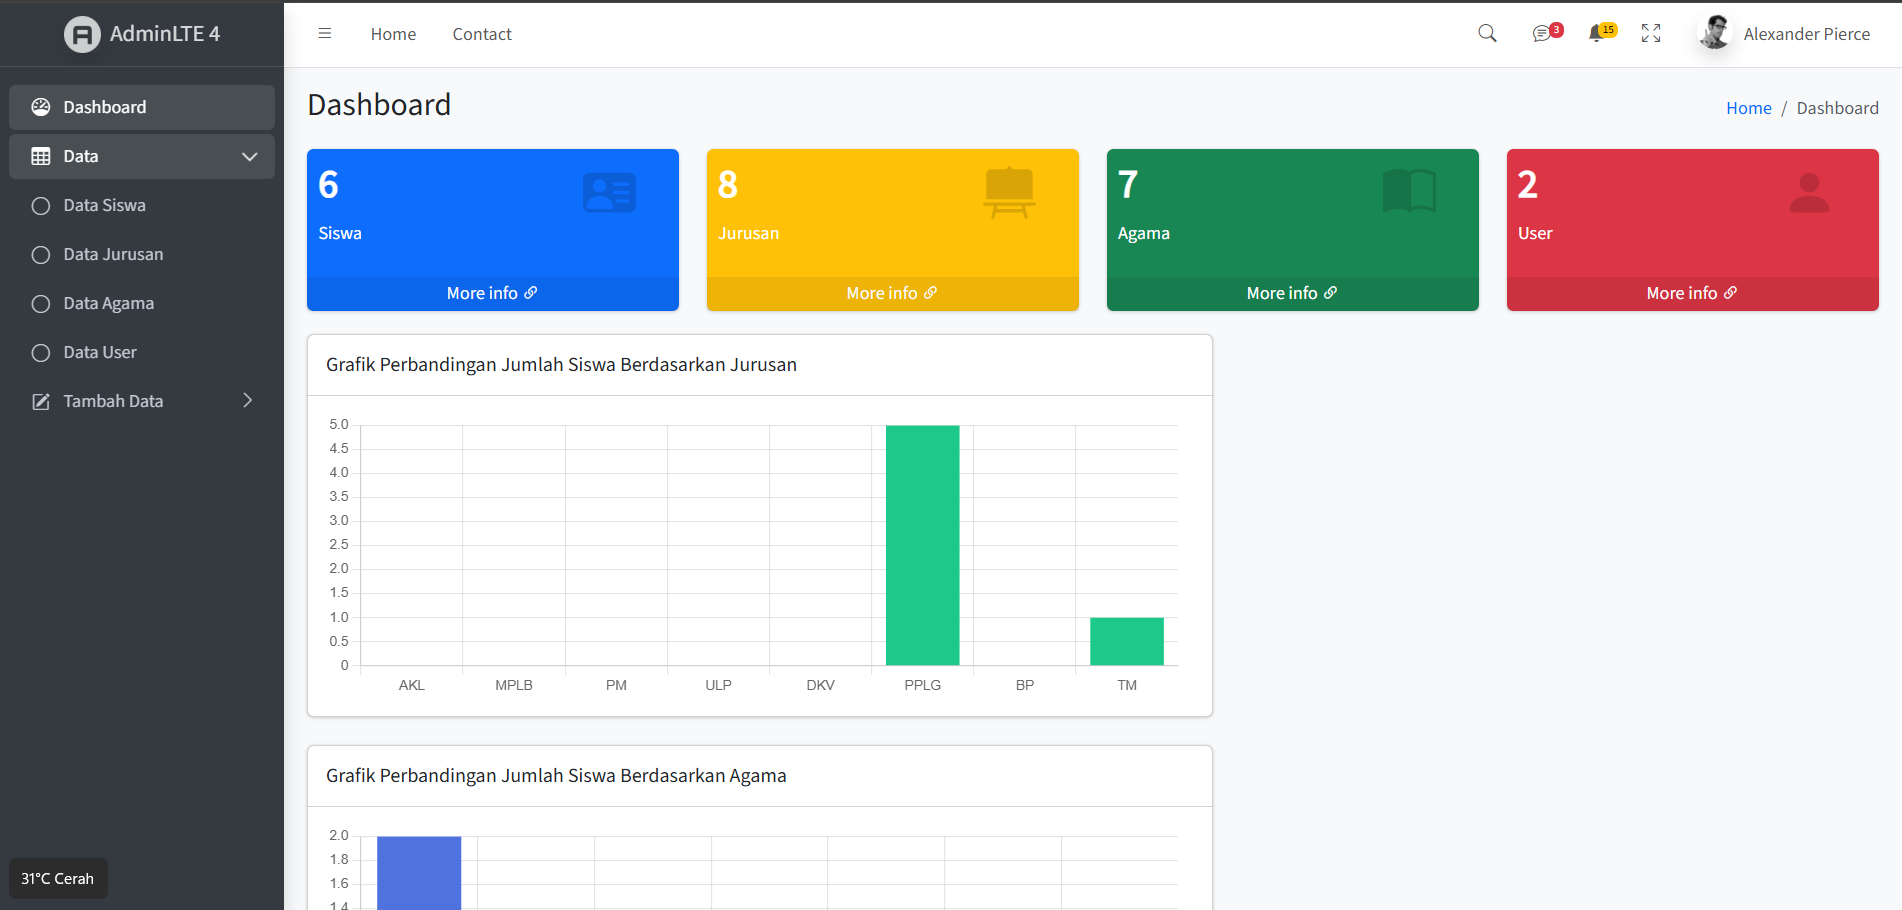 AdminLTE 4
Home
Contact
3
15
Alexander Pierce
Dashboard
Data
Data Siswa
Data Jurusan
Data Agama
Data User
Tambah Data
31°C Cerah
Dashboard
Home / Dashboard
6
Siswa
More info
8
Jurusan
More info
7
Agama
More info
2
User
More info
Grafik Perbandingan Jumlah Siswa Berdasarkan Jurusan
5.0
4.5
4.0
3.5
3.0
2.5
2.0
1.5
1.0
0.5
0
AKL MPLB PM ULP DKV PPLG BP TM
Grafik Perbandingan Jumlah Siswa Berdasarkan Agama
2.0
1.8
1.6
1.4